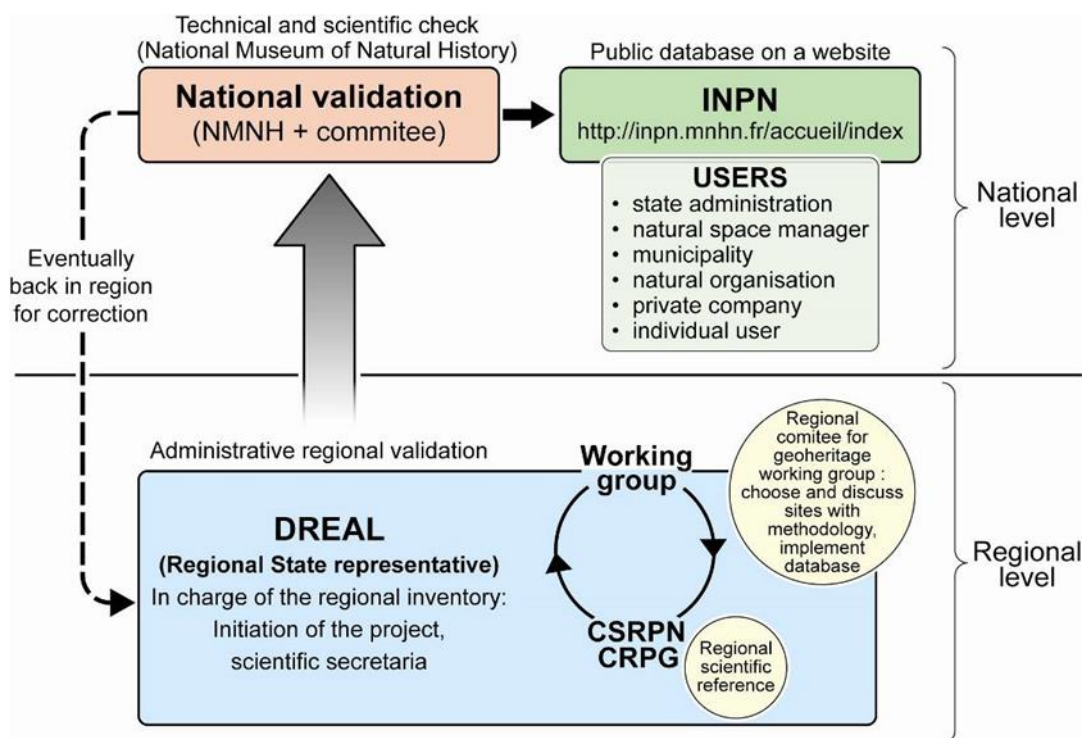 Technical and scientific check
(National Museum of Natural History)
National validation
(NMNH + commitee)
Public database on a website
INPN
http://inpn.mnhn.fr/accueil/index
USERS
• state administration
• natural space manager
• municipality
• natural organisation
• private company
• individual user
National
level
Eventually
back in region
for correction
Administrative regional validation
DREAL
(Regional State representative)
In charge of the regional inventory:
Initiation of the project,
scientific secretaria
Working
group
CSRPN
CRPG
Regional
comitee for
geoheritage
working group :
choose and discuss
sites with
methodology,
implement
database
Regional
scientific
reference
Regional
level